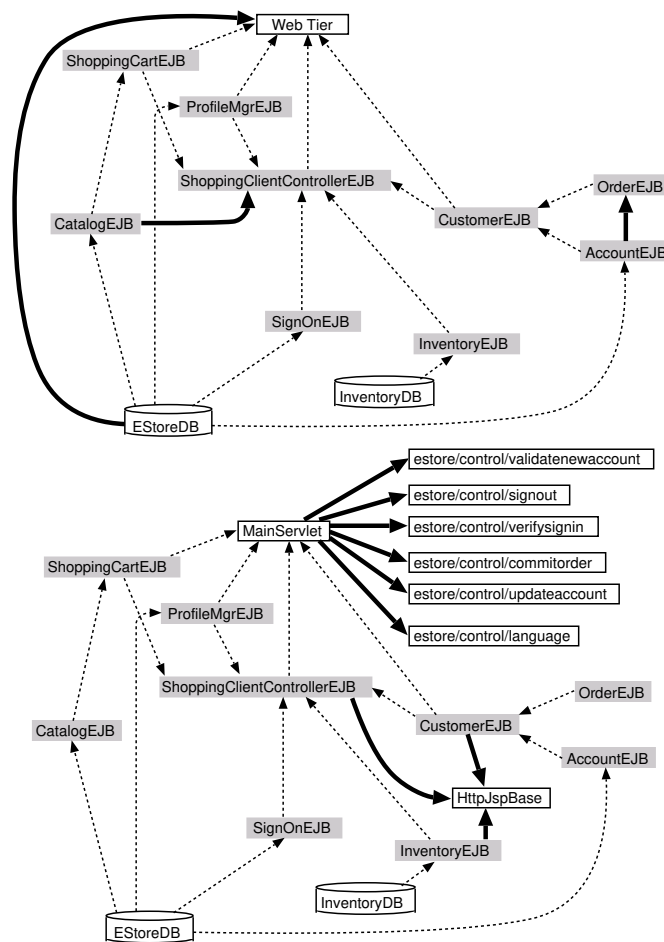 Web Tier
ShoppingCartEJB
ProfileMgrEJB
ShoppingClientControllerEJB
OrderEJB
CatalogEJB
CustomerEJB
AccountEJB
SignOnEJB
InventoryEJB
InventoryDB
EStoreDB
estore/control/validatenewaccount
estore/control/signout
MainServlet
estore/control/verifysignin
estore/control/commitorder
ShoppingCartEJB
estore/control/updateaccount
ProfileMgrEJB
estore/control/language
ShoppingClientControllerEJB
OrderEJB
CatalogEJB
CustomerEJB
AccountEJB
HttpJspBase
SignOnEJB
InventoryEJB
InventoryDB
EStoreDB